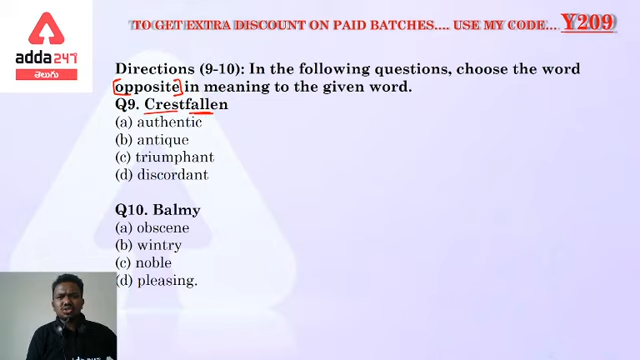 TO GET EXTRA DISCOUNT ON PAID BATCHES.... USE MY CODE... Y209
adda247
తెలుగు
Directions (9-10): In the following questions, choose the word
opposite in meaning to the given word.
Q9. Crestfallen
(a) authentic
(b) antique
(c) triumphant
(d) discordant
Q10. Balmy
(a) obscene
(b) wintry
(c) noble
(d) pleasing.